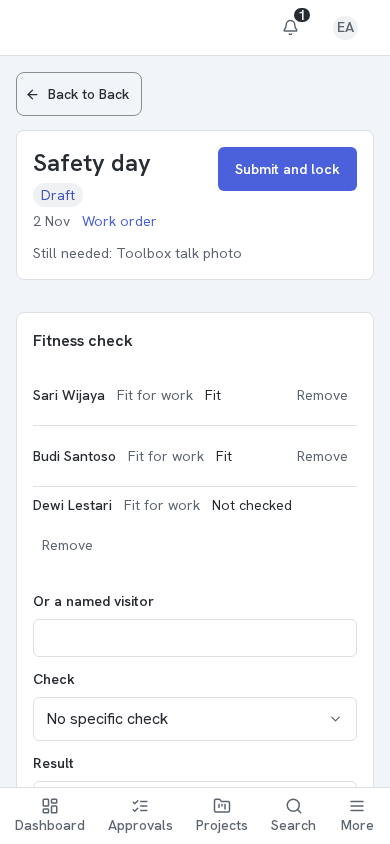 1
EA
Back to Back
Safety day
Submit and lock
Draft
2 Nov Work order
Still needed: Toolbox talk photo
Fitness check
Sari Wijaya Fit for work Fit Remove
Budi Santoso Fit for work Fit Remove
Dewi Lestari Fit for work Not checked
Remove
Or a named visitor
Check
No specific check
Result
Dashboard Approvals Projects Search More